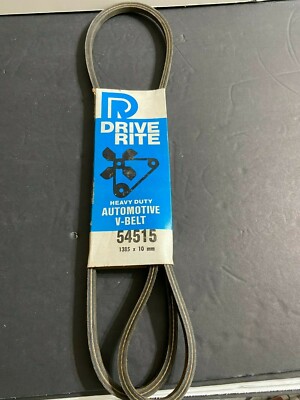 DR
DRIVE
RITE
HEAVY DUTY
AUTOMOTIVE
V-BELT
54515
1385 x 10 mm